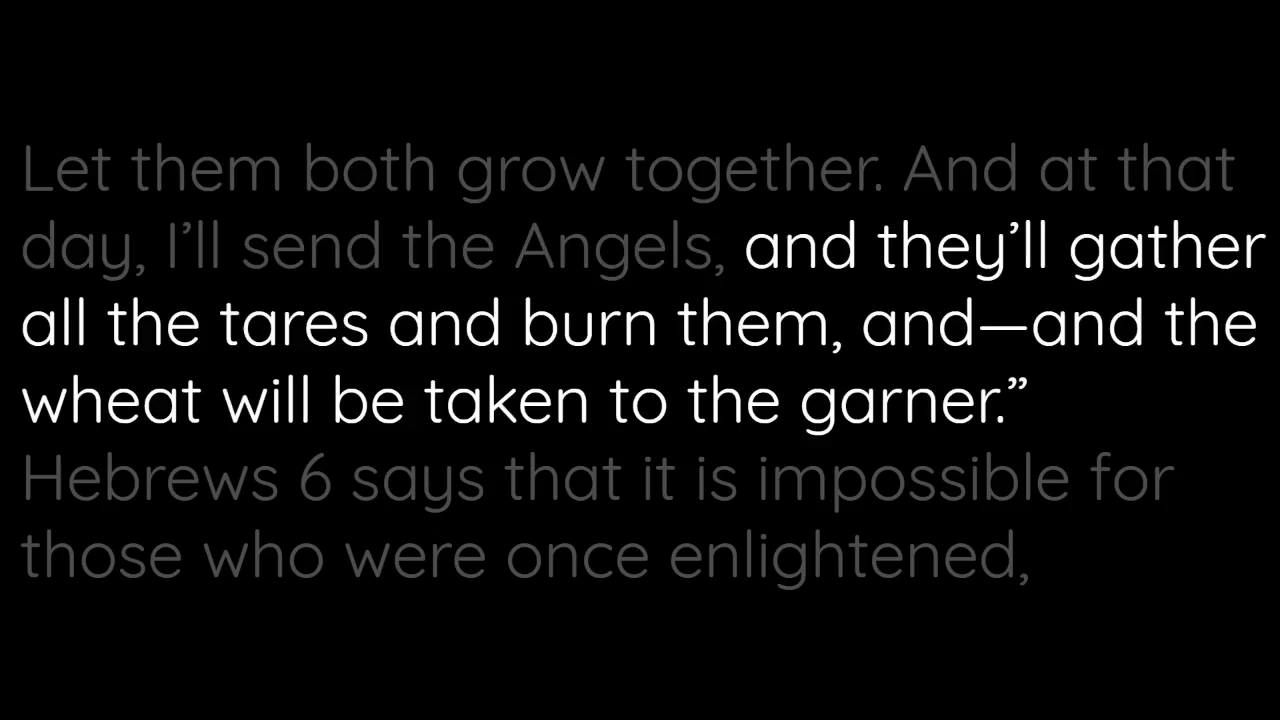 Let them both grow together. And at that
day, I’ll send the Angels, and they’ll gather
all the tares and burn them, and—and the
wheat will be taken to the garner.”
Hebrews 6 says that it is impossible for
those who were once enlightened,